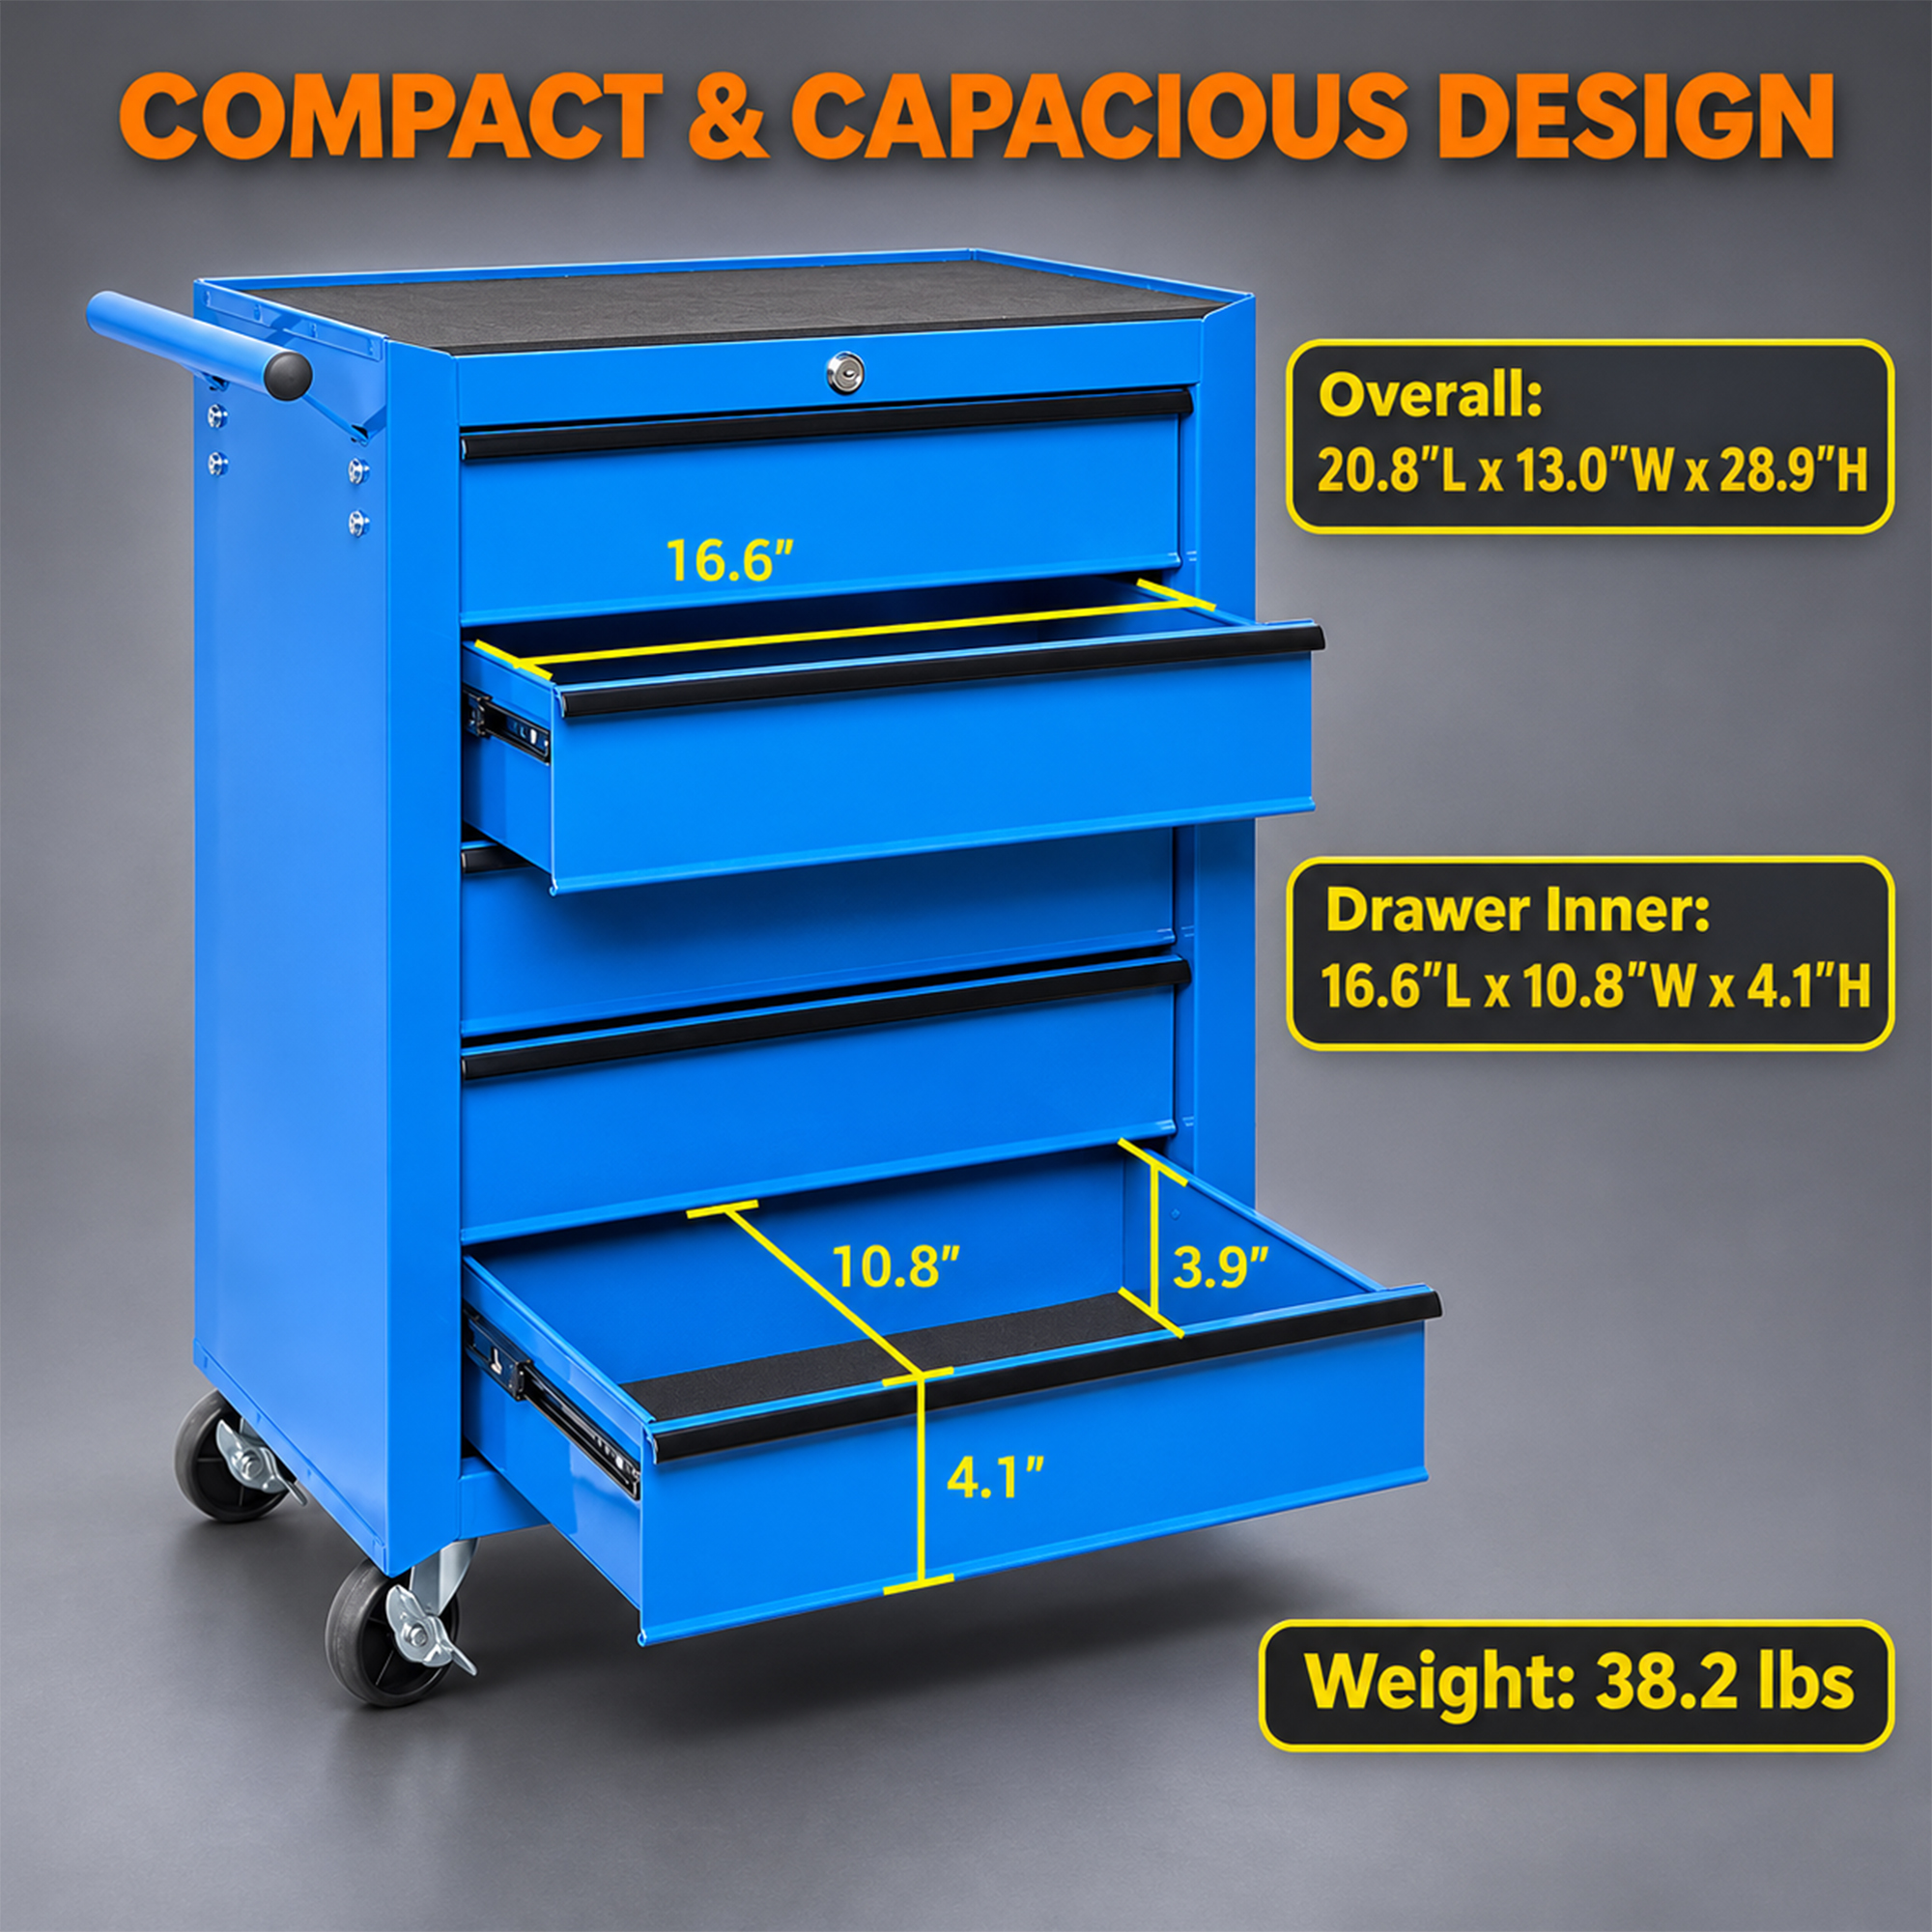 COMPACT & CAPACIOUS DESIGN
Overall:
20.8"L x 13.0"W x 28.9"H
16.6"
Drawer Inner:
16.6"L x 10.8"W x 4.1"H
10.8"
3.9"
4.1"
Weight: 38.2 lbs